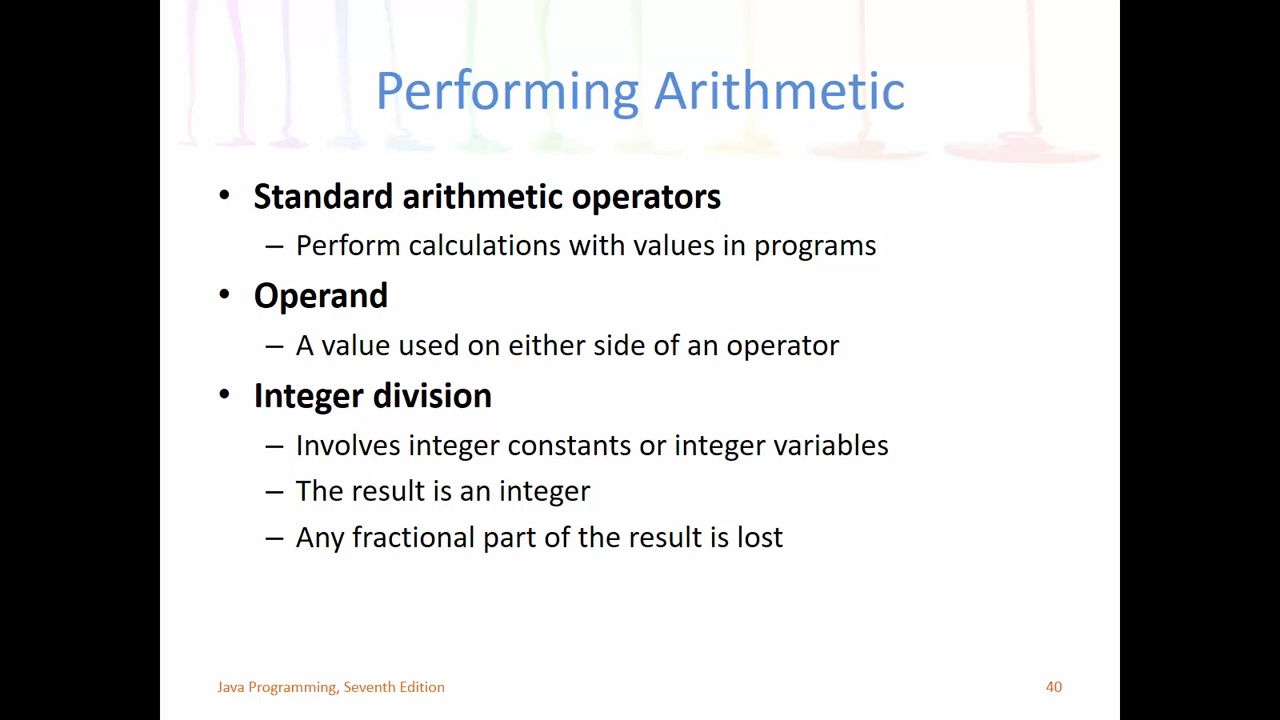 Performing Arithmetic
• Standard arithmetic operators
– Perform calculations with values in programs
• Operand
– A value used on either side of an operator
• Integer division
– Involves integer constants or integer variables
– The result is an integer
– Any fractional part of the result is lost
Java Programming, Seventh Edition
40